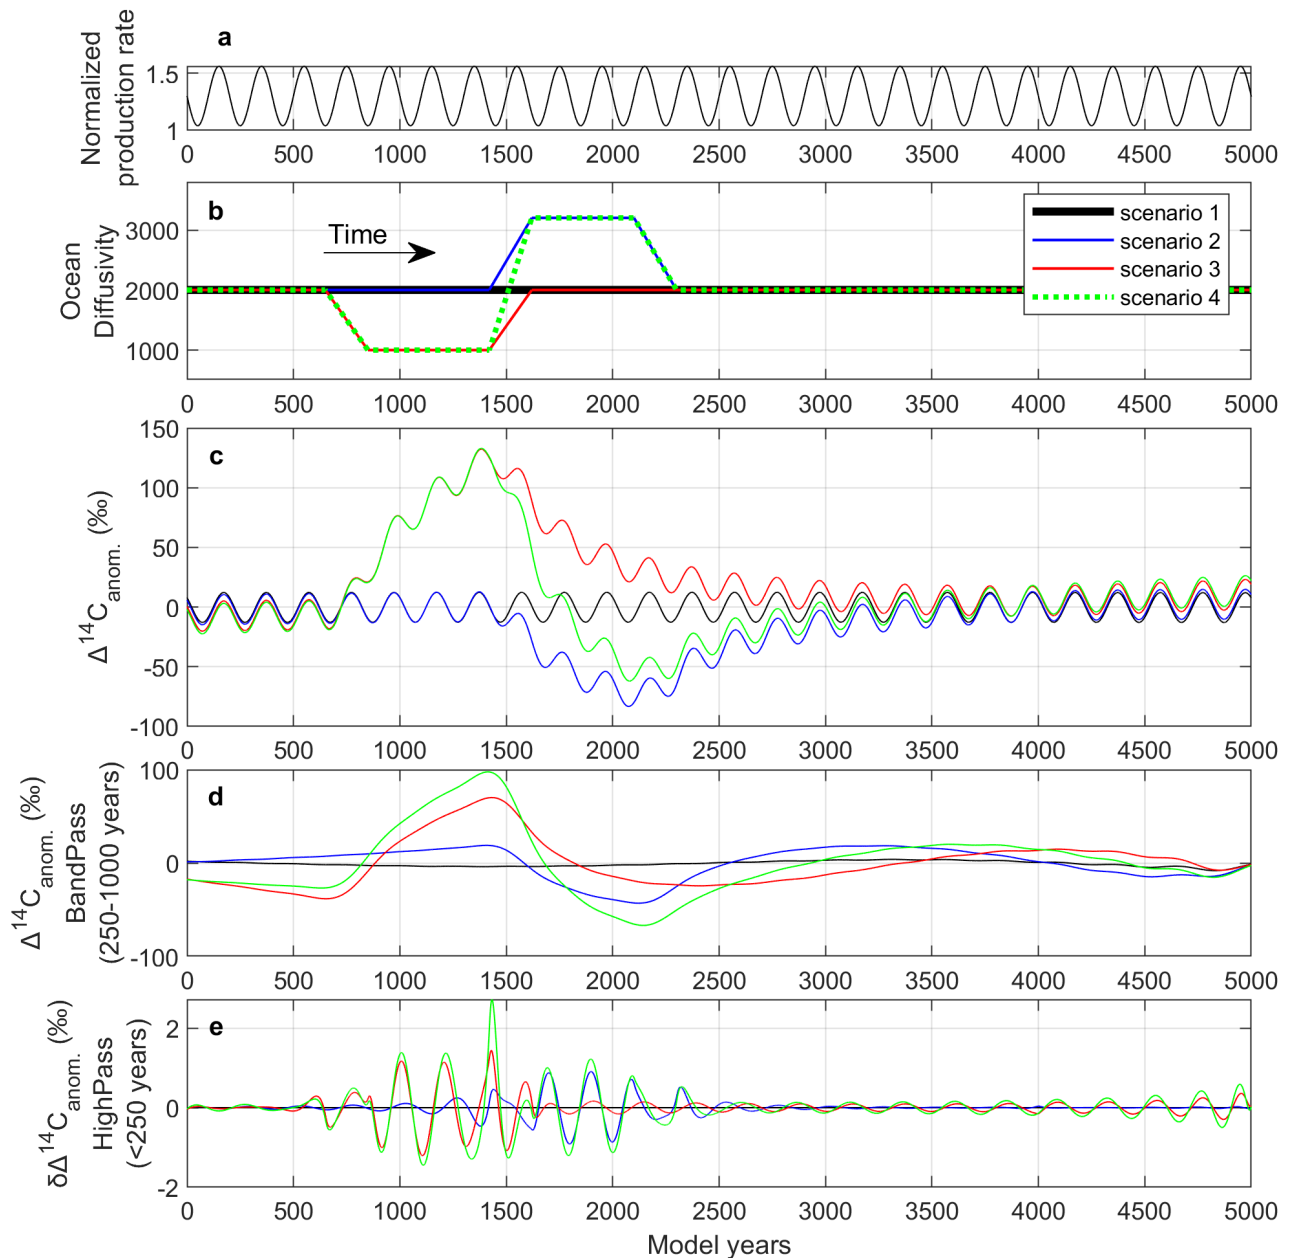 a
Normalized
production rate
1.5
1
0 500 1000 1500 2000 2500 3000 3500 4000 4500 5000
b
Ocean
Diffusivity
3000
2000
1000
Time
scenario 1
scenario 2
scenario 3
scenario 4
0 500 1000 1500 2000 2500 3000 3500 4000 4500 5000
c
Δ14Canom. (‰)
150
100
50
0
-50
-100
0 500 1000 1500 2000 2500 3000 3500 4000 4500 5000
d
Δ14Canom. (‰)
BandPass
(250-1000 years)
100
0
-100
0 500 1000 1500 2000 2500 3000 3500 4000 4500 5000
e
δΔ14Canom. (‰)
HighPass
(<250 years)
2
0
-2
0 500 1000 1500 2000 2500 3000 3500 4000 4500 5000
Model years